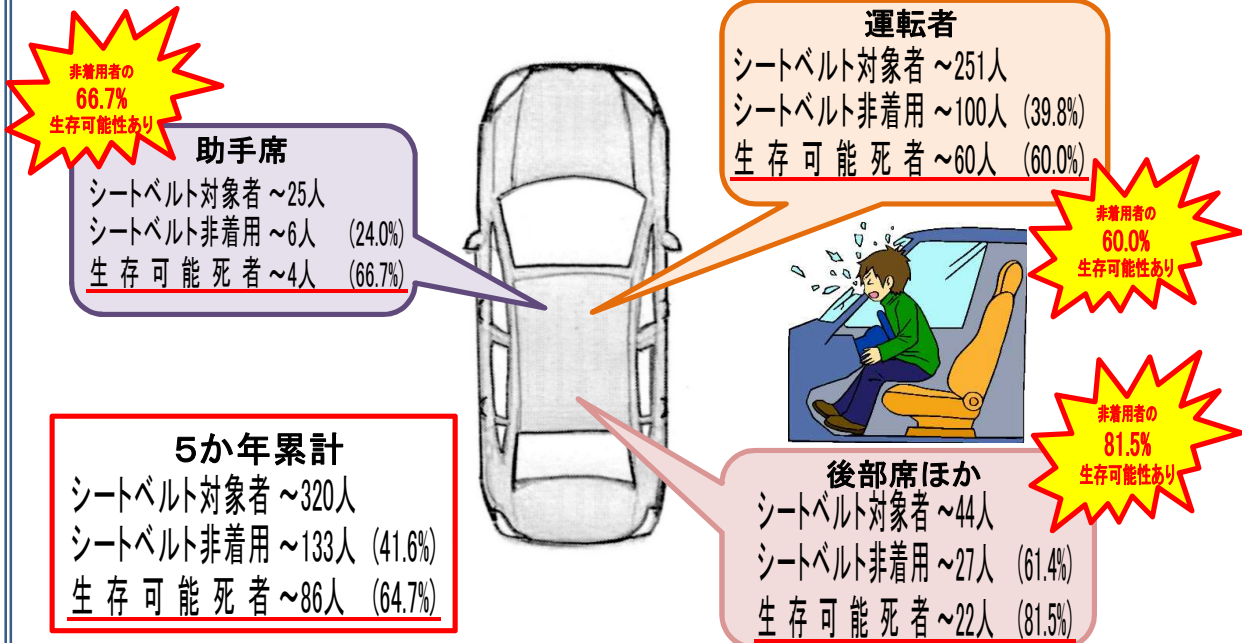 非着用者の
66.7%
生存可能性あり
助手席
シートベルト対象者～25人
シートベルト非着用～6人 (24.0%)
生存可能死者～4人 (66.7%)
運転者
シートベルト対象者～251人
シートベルト非着用～100人 (39.8%)
生存可能死者～60人 (60.0%)
非着用者の
60.0%
生存可能性あり
5か年累計
シートベルト対象者～320人
シートベルト非着用～133人 (41.6%)
生存可能死者～86人 (64.7%)
非着用者の
81.5%
生存可能性あり
後部席ほか
シートベルト対象者～44人
シートベルト非着用～27人 (61.4%)
生存可能死者～22人 (81.5%)